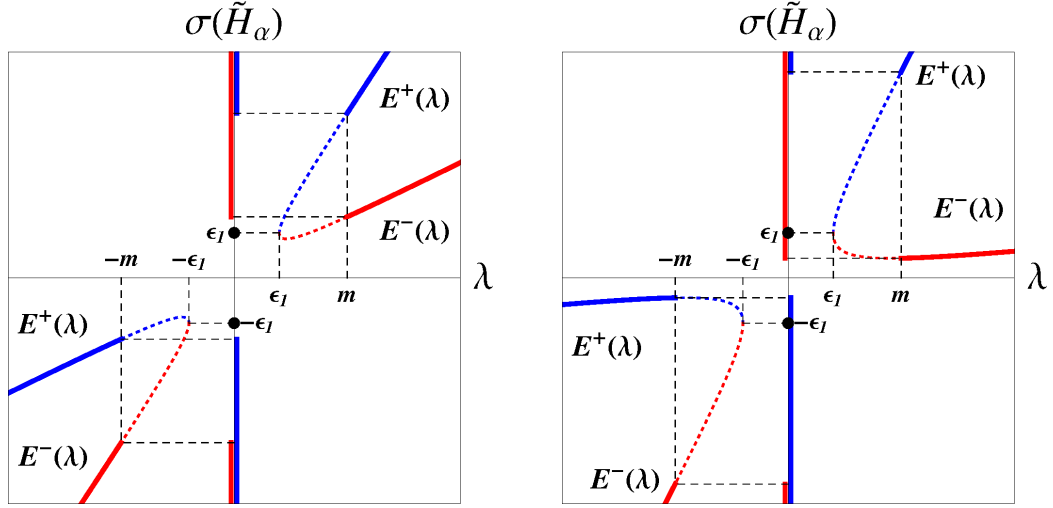 σ(H̃α)
E⁺(λ)
E⁻(λ)
ϵ₁
−m
−ϵ₁
ϵ₁
m
λ
−ϵ₁
E⁺(λ)
E⁻(λ)
σ(H̃α)
E⁺(λ)
E⁻(λ)
ϵ₁
−m
−ϵ₁
ϵ₁
m
λ
−ϵ₁
E⁺(λ)
E⁻(λ)